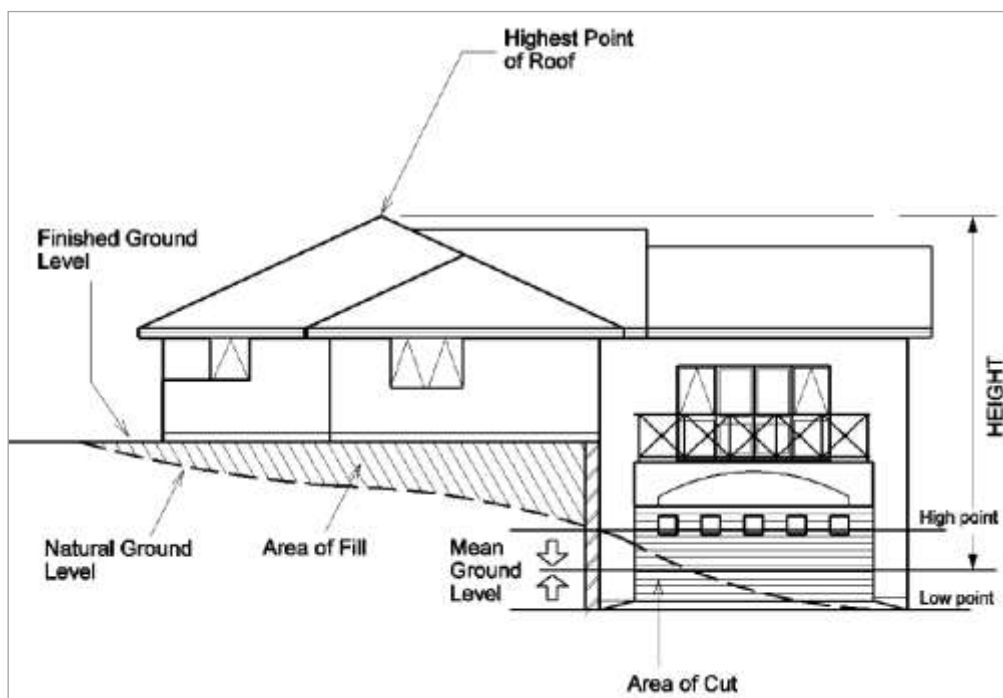 Highest Point
of Roof
Finished Ground
Level
HEIGHT
High point
Natural Ground
Level
Area of Fill
Mean
Ground
Level
Low point
Area of Cut